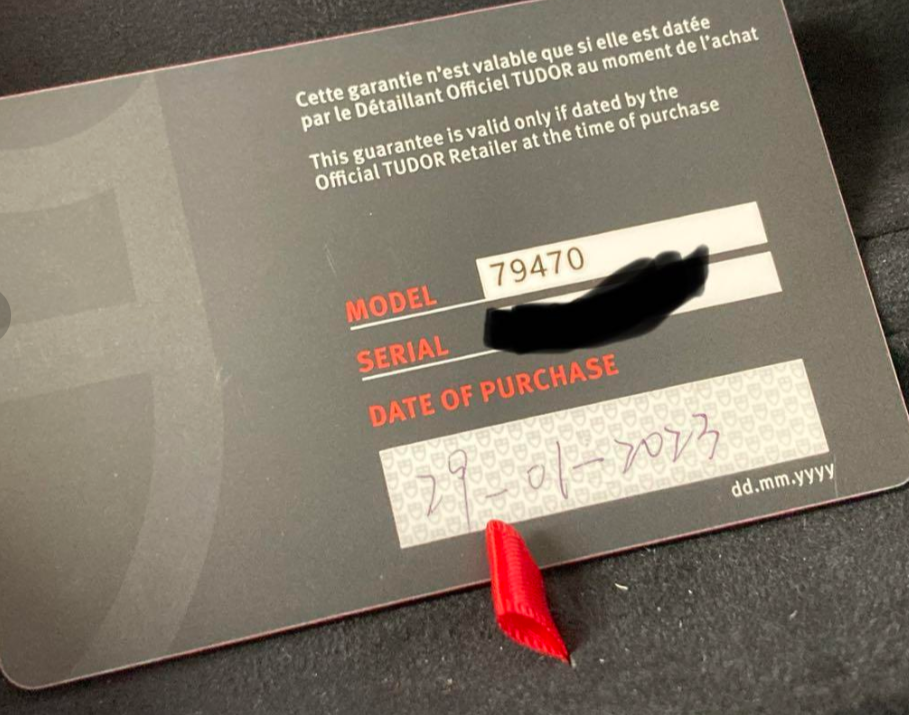 Cette garantie n'est valable que si elle est datée
par le Détaillant Officiel TUDOR au moment de l'achat
This guarantee is valid only if dated by the
Official TUDOR Retailer at the time of purchase
MODEL 79470
SERIAL
DATE OF PURCHASE
29-01-2023
dd.mm.yyyy